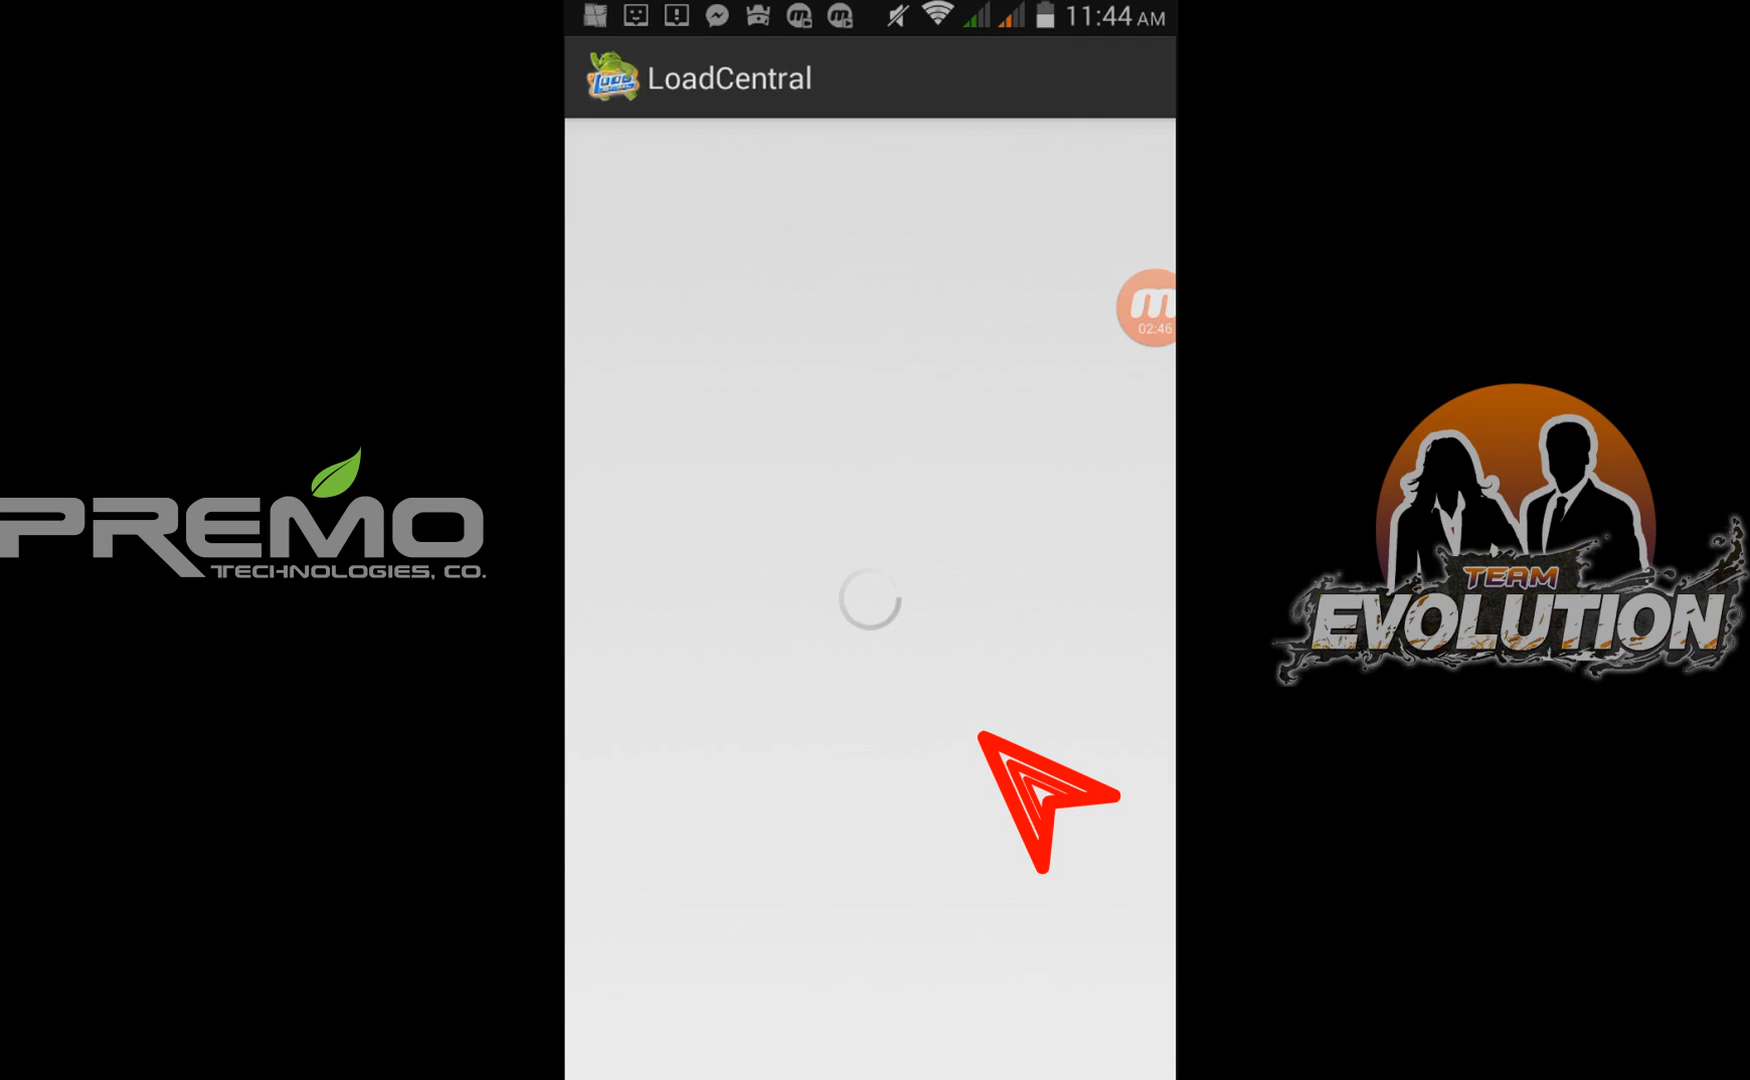 11:44 AM
LoadCentral
02:46
PREMO
TECHNOLOGIES, CO.
TEAM
EVOLUTION